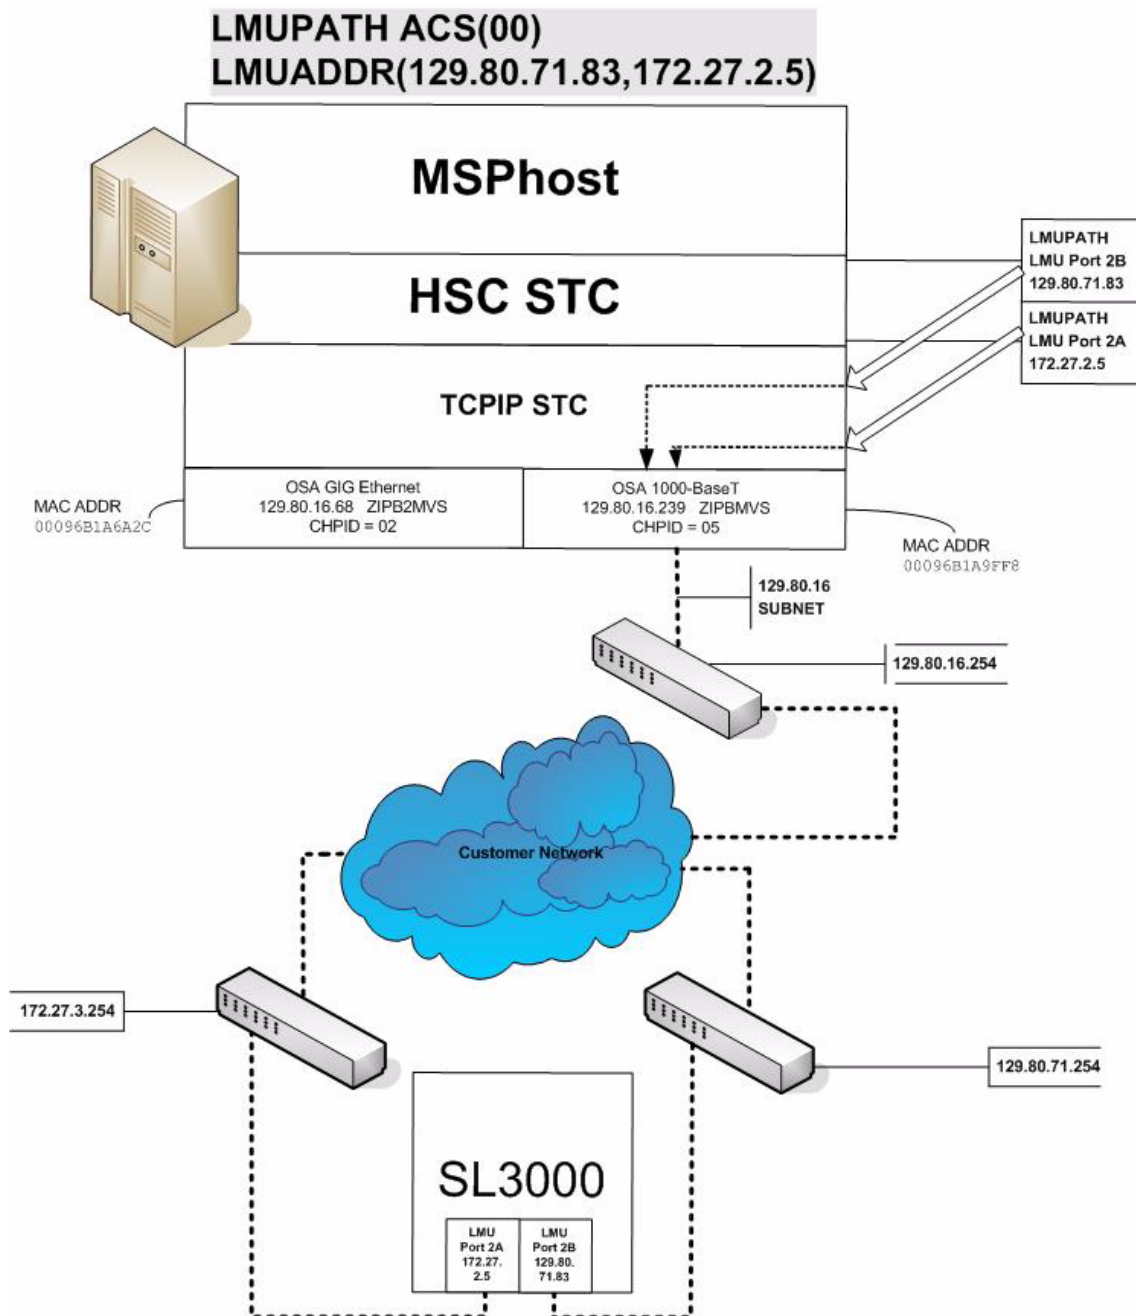 LMUPATH ACS(00)
LMUADDR(129.80.71.83,172.27.2.5)
MSPhost
HSC STC
TCPIP STC
LMUPATH
LMU Port 2B
129.80.71.83
LMUPATH
LMU Port 2A
172.27.2.5
MAC ADDR
00096B1A6A2C
OSA GIG Ethernet
129.80.16.68 ZIPB2MVS
CHPID = 02
OSA 1000-BaseT
129.80.16.239 ZIPBMVS
CHPID = 05
MAC ADDR
00096B1A9FF8
129.80.16
SUBNET
129.80.16.254
Customer Network
172.27.3.254
129.80.71.254
SL3000
LMU
Port 2A
172.27.
2.5
LMU
Port 2B
129.80.
71.83